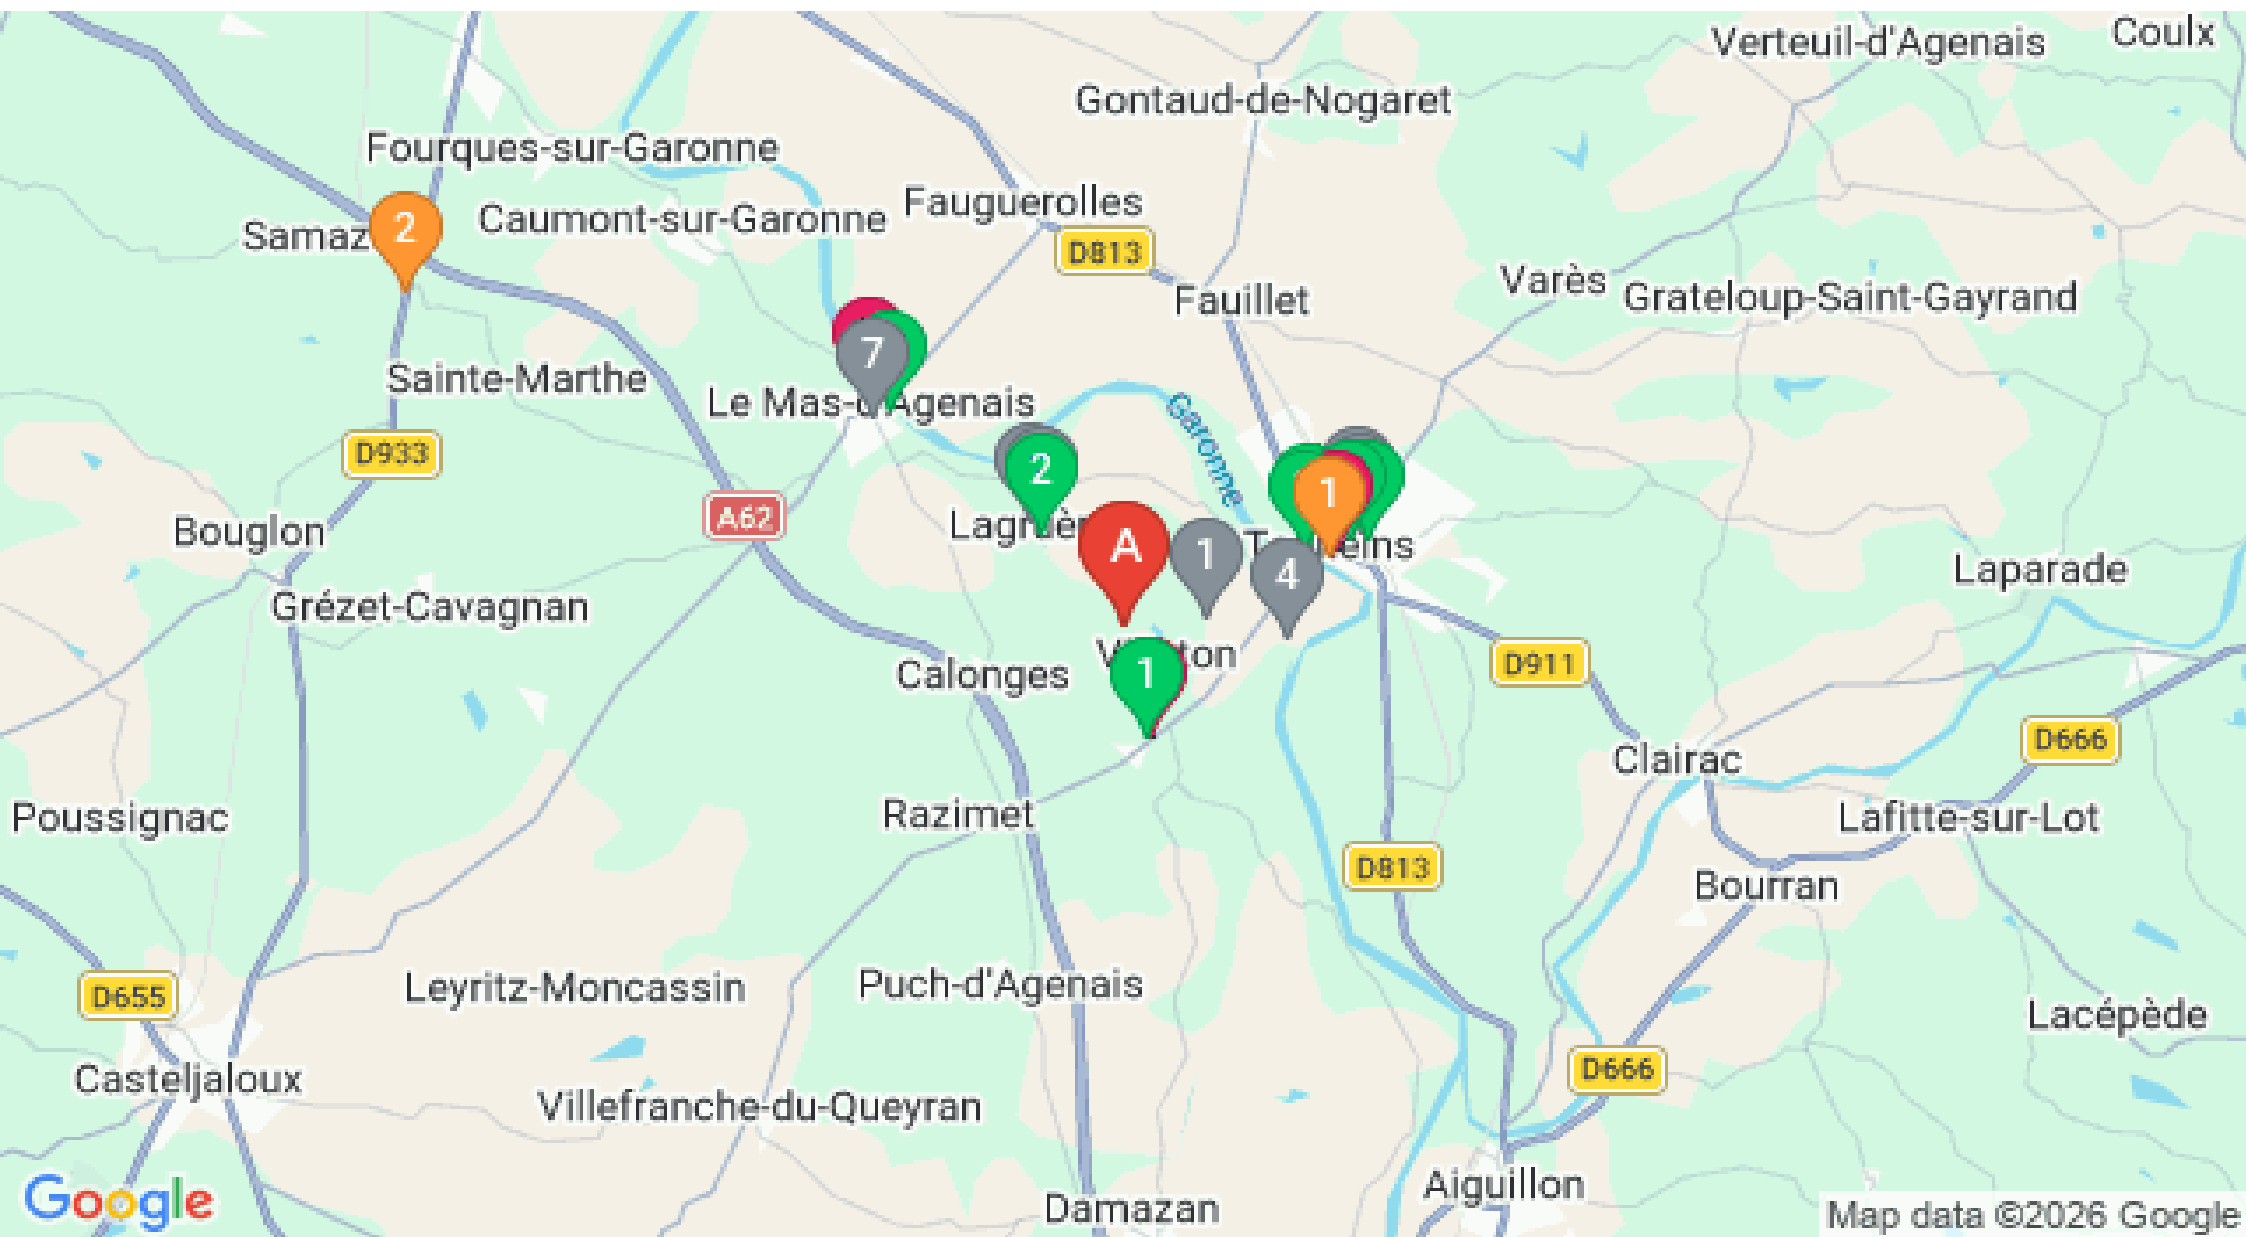 Coulx
Verteuil-d'Agenais
Gontaud-de-Nogaret
Fourques-sur-Garonne
Fauguerolles
Caumont-sur-Garonne
2
D813
Varès
Grateloup-Saint-Gayrand
Fauillet
7
Sainte-Marthe
Le Mas-d'Agenais
Garonne
D933
2
1
A62
Bouglon
A
1
4
Laparade
Grézet-Cavagnan
D911
1
Calonges
D666
Clairac
Razimet
Poussignac
Lafitte-sur-Lot
D813
Bourran
Leyritz-Moncassin
Puch-d'Agenais
D655
Lacépède
D666
Casteljaloux
Villefranche-du-Queyran
Aiguillon
Google
Damazan
Map data ©2026 Google